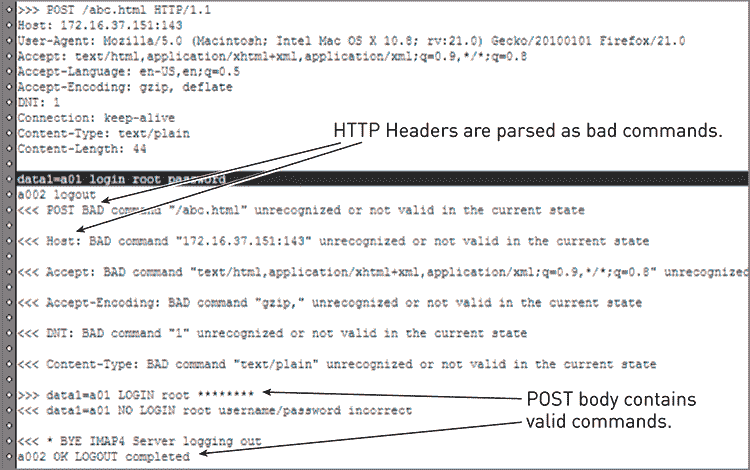 >>> POST /abc.html HTTP/1.1
Host: 172.16.37.151:143
User-Agent: Mozilla/5.0 (Macintosh; Intel Mac OS X 10.8; rv:21.0) Gecko/20100101 Firefox/21.0
Accept: text/html,application/xhtml+xml,application/xml;q=0.9,*/*;q=0.8
Accept-Language: en-US,en;q=0.5
Accept-Encoding: gzip, deflate
DNT: 1
Connection: keep-alive
Content-Type: text/plain
Content-Length: 44
HTTP Headers are parsed as bad commands.
data1=a01 login root password
a002 logout
<<< POST BAD command "/abc.html" unrecognized or not valid in the current state
<<< Host: BAD command "172.16.37.151:143" unrecognized or not valid in the current state
<<< Accept: BAD command "text/html,application/xhtml+xml,application/xml;q=0.9,*/*;q=0.8" unrecognized
<<< Accept-Encoding: BAD command "gzip," unrecognized or not valid in the current state
<<< DNT: BAD command "1" unrecognized or not valid in the current state
<<< Content-Type: BAD command "text/plain" unrecognized or not valid in the current state
>>> data1=a01 LOGIN root ********
<<< data1=a01 NO LOGIN root username/password incorrect
POST body contains
valid commands.
<<< * BYE IMAP4 Server logging out
a002 OK LOGOUT completed